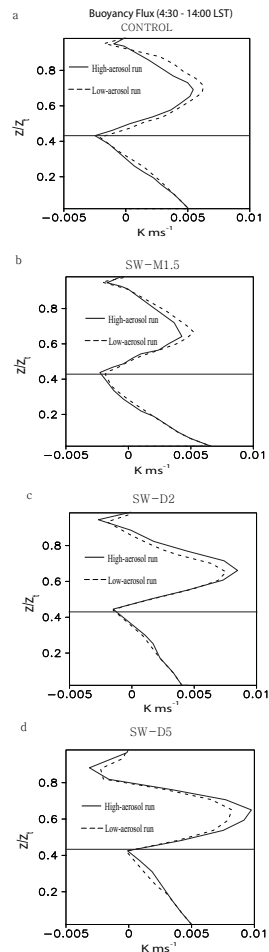 a
Buoyancy Flux (4:30 - 14:00 LST)
CONTROL
z/zt
0.8
0.6
0.4
0.2
High-aerosol run
Low-aerosol run
-0.005 0 0.005 0.01
K ms-1
b
SW-M1.5
z/zt
0.8
0.6
0.4
0.2
High-aerosol run
Low-aerosol run
-0.005 0 0.005 0.01
K ms-1
c
SW-D2
z/zt
0.8
0.6
0.4
0.2
High-aerosol run
Low-aerosol run
-0.005 0 0.005 0.01
K ms-1
d
SW-D5
z/zt
0.8
0.6
0.4
0.2
High-aerosol run
Low-aerosol run
-0.005 0 0.005 0.01
K ms-1